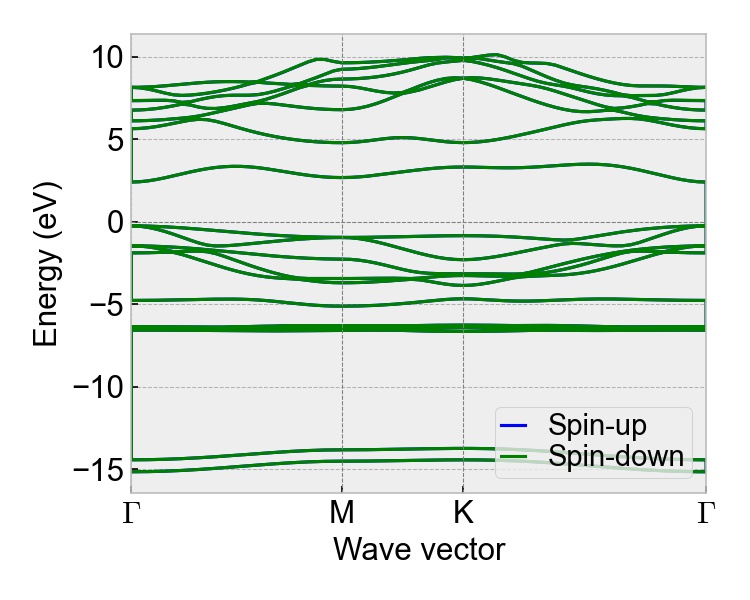 Energy (eV)
10
5
0
−5
−10
−15
Spin-up
Spin-down
Γ
M
K
Γ
Wave vector